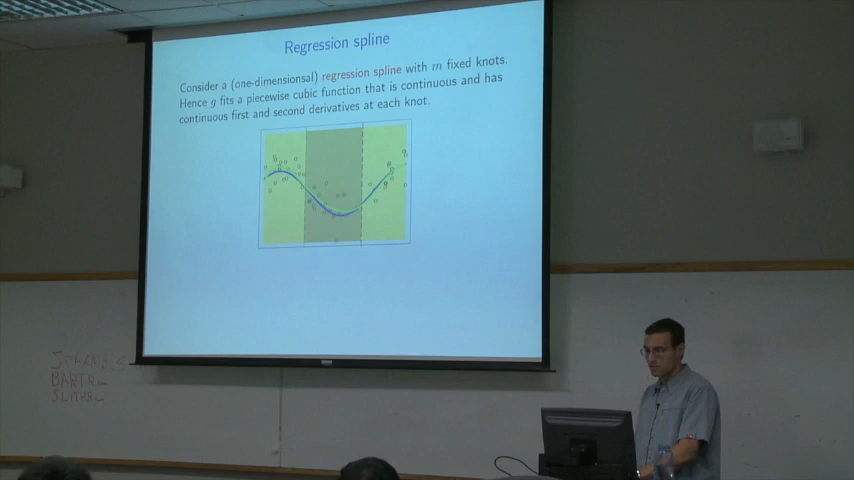 Regression spline
Consider a (one-dimensionsal) regression spline with m fixed knots.
Hence g fits a piecewise cubic function that is continuous and has
continuous first and second derivatives at each knot.